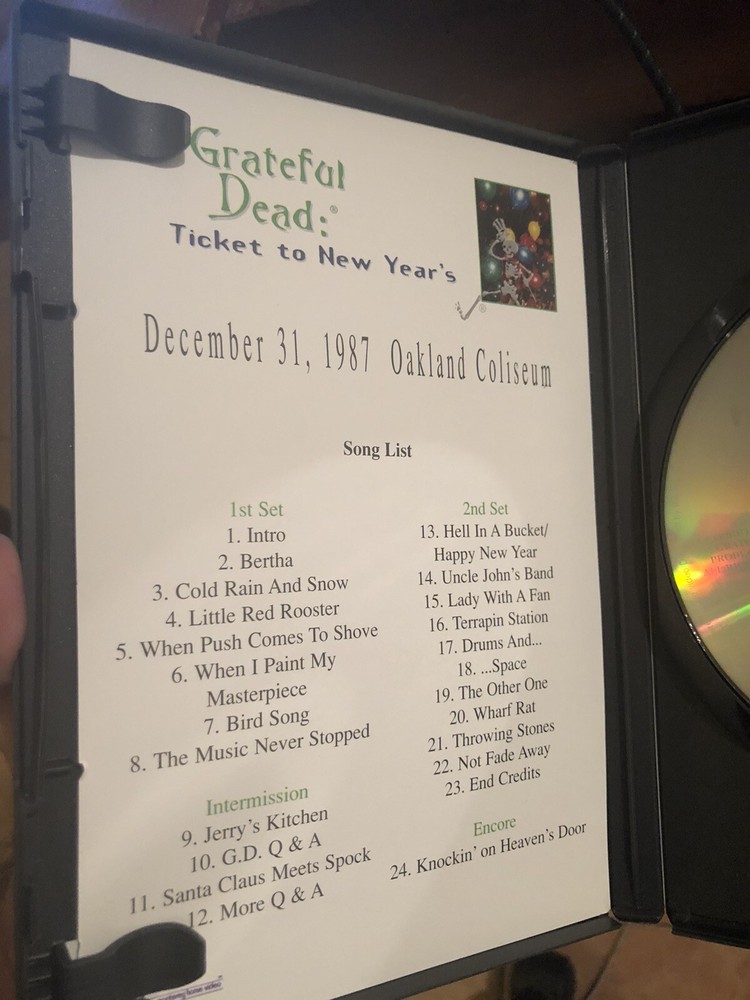 Grateful
Dead:®
Ticket to New Year's
®
December 31, 1987 Oakland Coliseum
Song List
1st Set
1. Intro
2. Bertha
3. Cold Rain And Snow
4. Little Red Rooster
5. When Push Comes To Shove
6. When I Paint My
Masterpiece
7. Bird Song
8. The Music Never Stopped
Intermission
9. Jerry's Kitchen
10. G.D. Q & A
11. Santa Claus Meets Spock
12. More Q & A
2nd Set
13. Hell In A Bucket/
Happy New Year
14. Uncle John's Band
15. Lady With A Fan
16. Terrapin Station
17. Drums And...
18. ...Space
19. The Other One
20. Wharf Rat
21. Throwing Stones
22. Not Fade Away
23. End Credits
Encore
24. Knockin' on Heaven's Door
home video